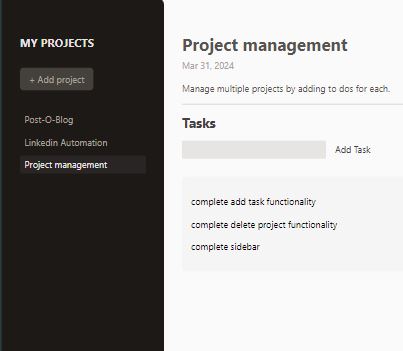 MY PROJECTS
+ Add project
Post-O-Blog
Linkedin Automation
Project management
Project management
Mar 31, 2024
Manage multiple projects by adding to dos for each.
Tasks
Add Task
complete add task functionality
complete delete project functionality
complete sidebar